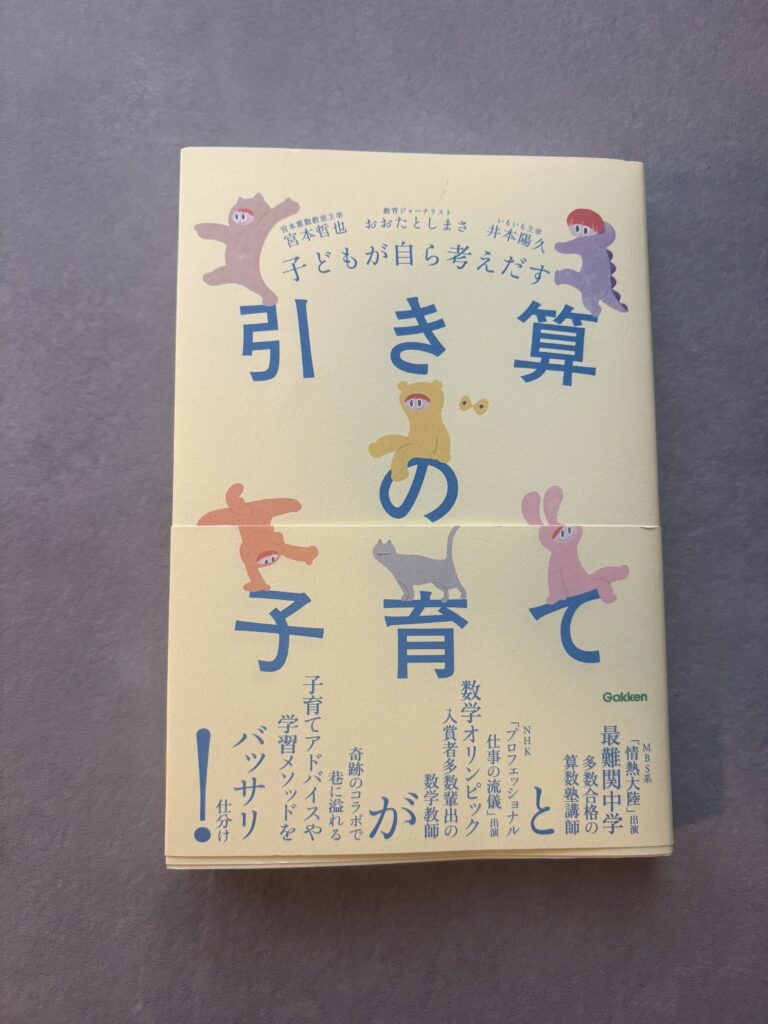 宮本算数教室主宰
宮本哲也
教育ジャーナリスト
おおたとしまさ
いもいも主宰
井本陽久
子どもが自ら考えだす
引き算
の
子育て
Gakken
MBS系
「情熱大陸」出演
最難関中学
多数合格の
算数塾講師
と
NHK
「プロフェッショナル
仕事の流儀」出演
数学オリンピック
入賞者多数輩出の
数学教師
が
奇跡のコラボで
巷に溢れる
子育てアドバイスや
学習メソッドを
バッサリ
仕分け
!